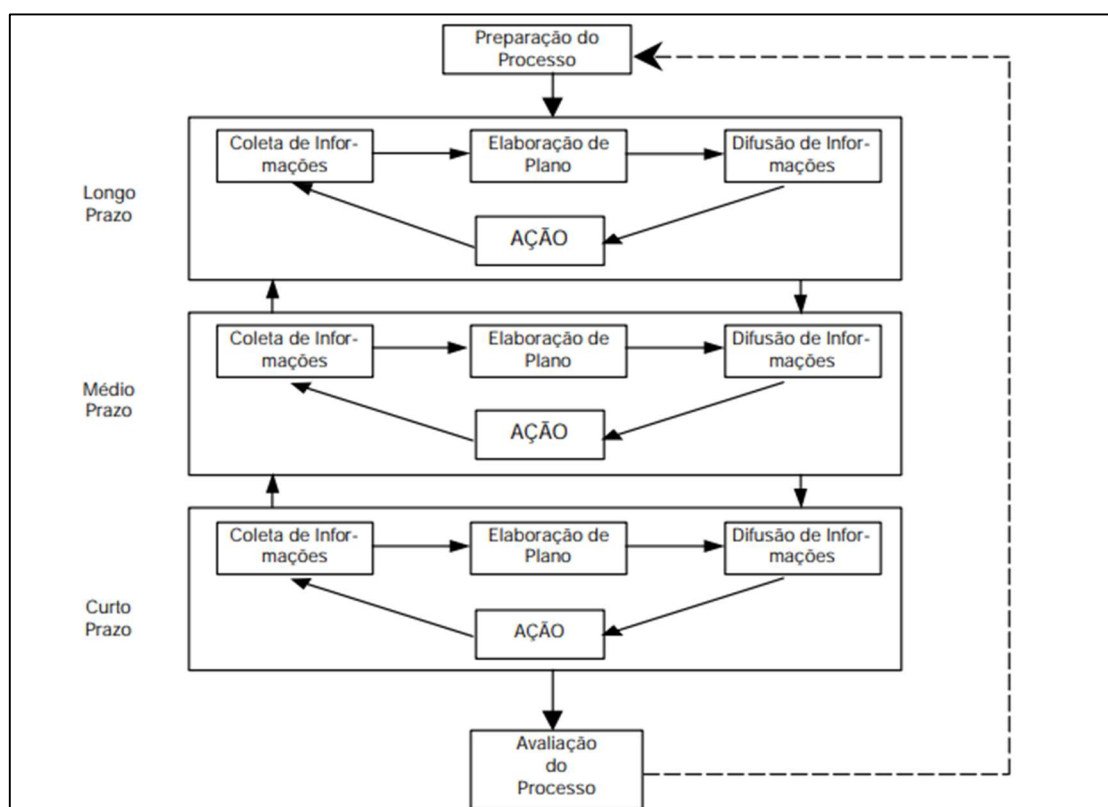 Preparação do
Processo
Coleta de Infor-
mações
Elaboração de
Plano
Difusão de Infor-
mações
Longo
Prazo
AÇÃO
Coleta de Infor-
mações
Elaboração de
Plano
Difusão de Infor-
mações
Médio
Prazo
AÇÃO
Coleta de Infor-
mações
Elaboração de
Plano
Difusão de Infor-
mações
Curto
Prazo
AÇÃO
Avaliação
do
Processo